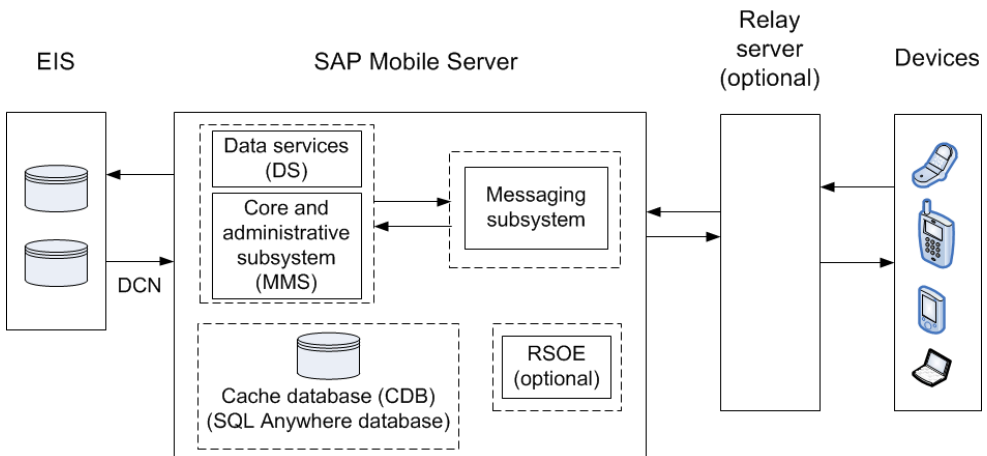 EIS
SAP Mobile Server
Relay
server
(optional)
Devices
Data services
(DS)
Core and
administrative
subsystem
(MMS)
Messaging
subsystem
DCN
Cache database (CDB)
(SQL Anywhere database)
RSOE
(optional)